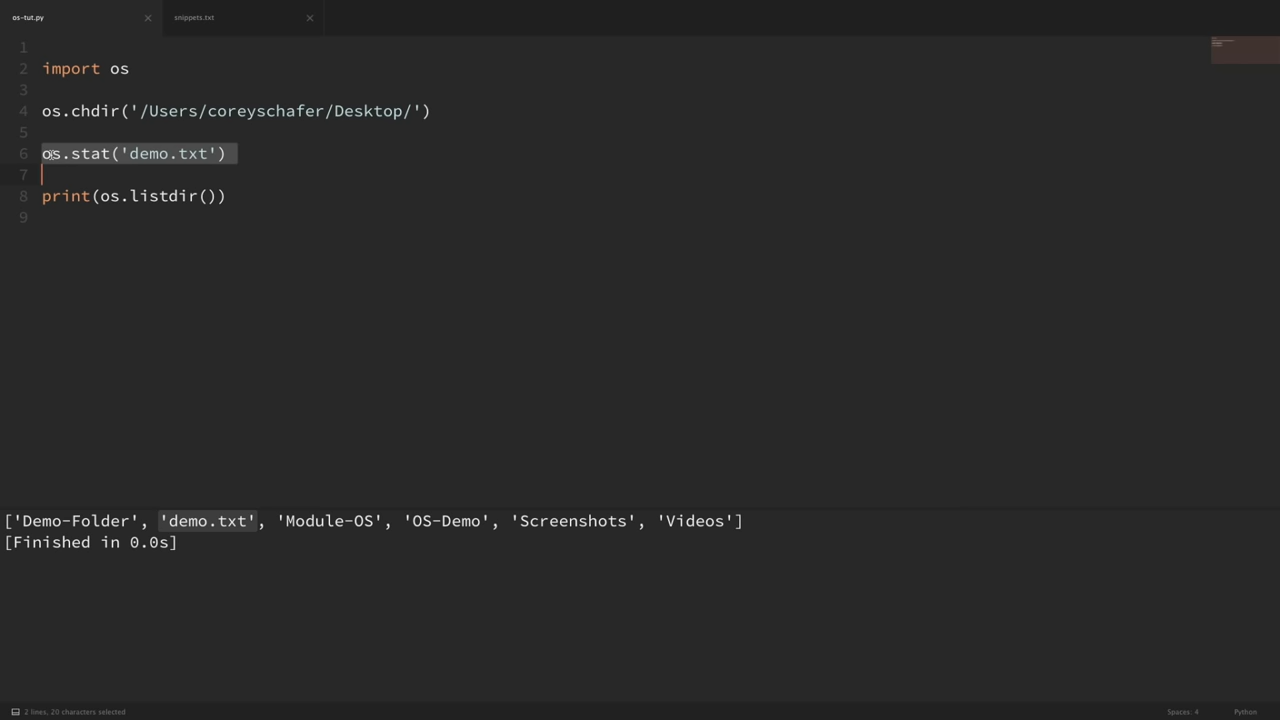 os-tut.py
snippets.txt
1
2 import os
3
4 os.chdir('/Users/coreyschafer/Desktop/')
5
6 os.stat('demo.txt')
7
8 print(os.listdir())
9
['Demo-Folder', 'demo.txt', 'Module-OS', 'OS-Demo', 'Screenshots', 'Videos']
[Finished in 0.0s]
2 lines, 20 characters selected
Spaces: 4
Python